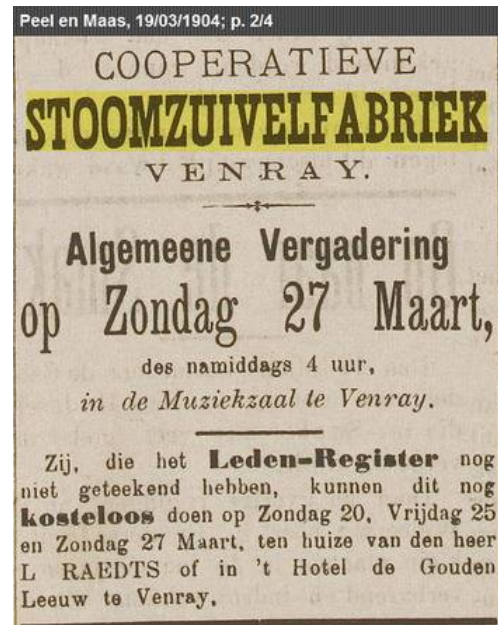 Peel en Maas, 19/03/1904; p. 2/4
COOPERATIEVE
STOOMZUIVELFABRIEK
VENRAY.
Algemeene Vergadering
op Zondag 27 Maart,
des namiddags 4 uur,
in de Muziekzaal te Venray.
Zij, die het Leden-Register nog
niet geteekend hebben, kunnen dit nog
kosteloos doen op Zondag 20, Vrijdag 25
en Zondag 27 Maart, ten huize van den heer
L RAEDTS of in 't Hotel de Gouden
Leeuw te Venray.